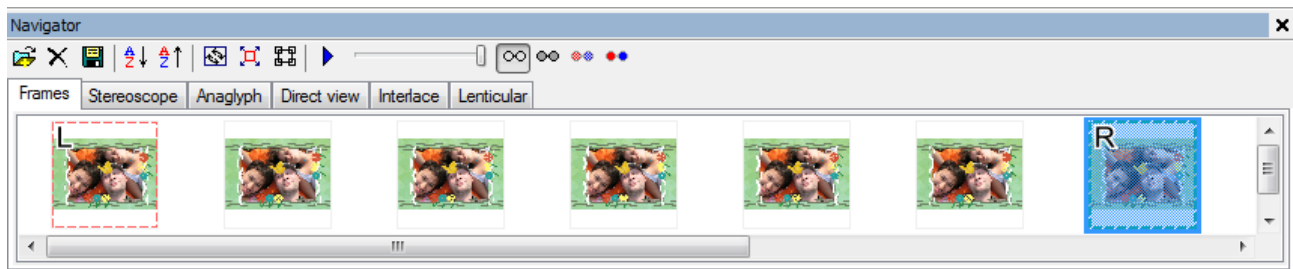 Navigator
Frames Stereoscope Anaglyph Direct view Interlace Lenticular
L R